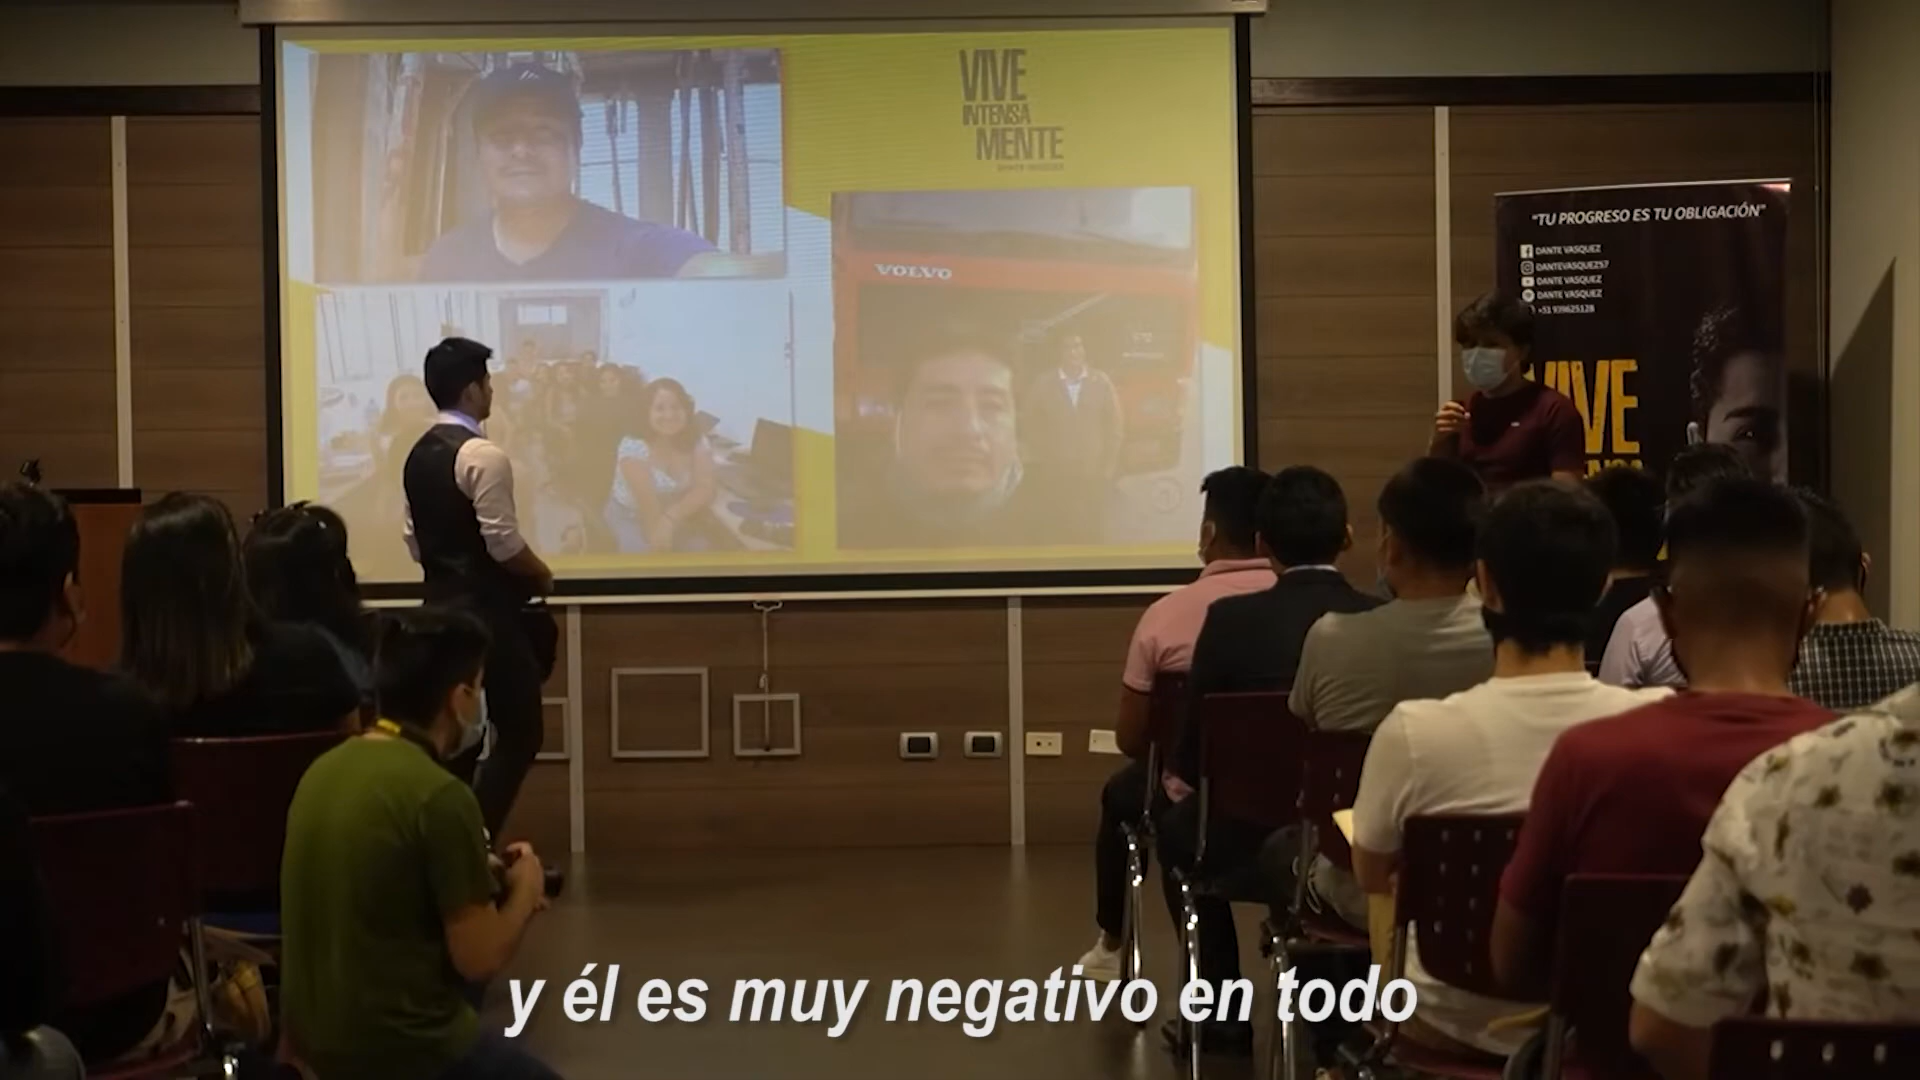 VIVE
INTENSA
MENTE
VOLVO
"TU PROGRESO ES TU OBLIGACIÓN"
DANTE VASQUEZ
DANTEVASQUEZ57
DANTE VASQUEZ
DANTE VASQUEZ
VIVE
y él es muy negativo en todo